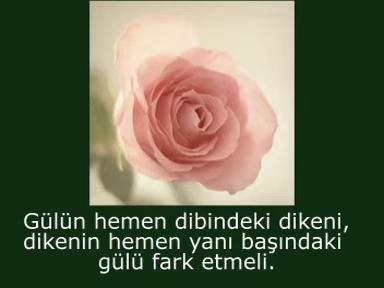 Gülün hemen dibindeki dikeni,
dikenin hemen yanı başındaki
gülü fark etmeli.